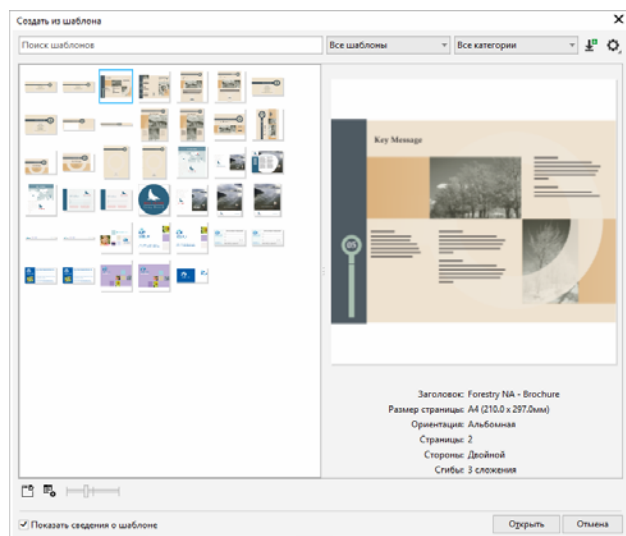 Создать из шаблона
Поиск шаблонов
Все шаблоны
Все категории
Key Message
05
Заголовок: Forestry NA - Brochure
Размер страницы: A4 (210.0 x 297.0мм)
Ориентация: Альбомная
Страницы: 2
Стороны: Двойной
Сгибы: 3 сложения
Показать сведения о шаблоне
Открыть
Отмена